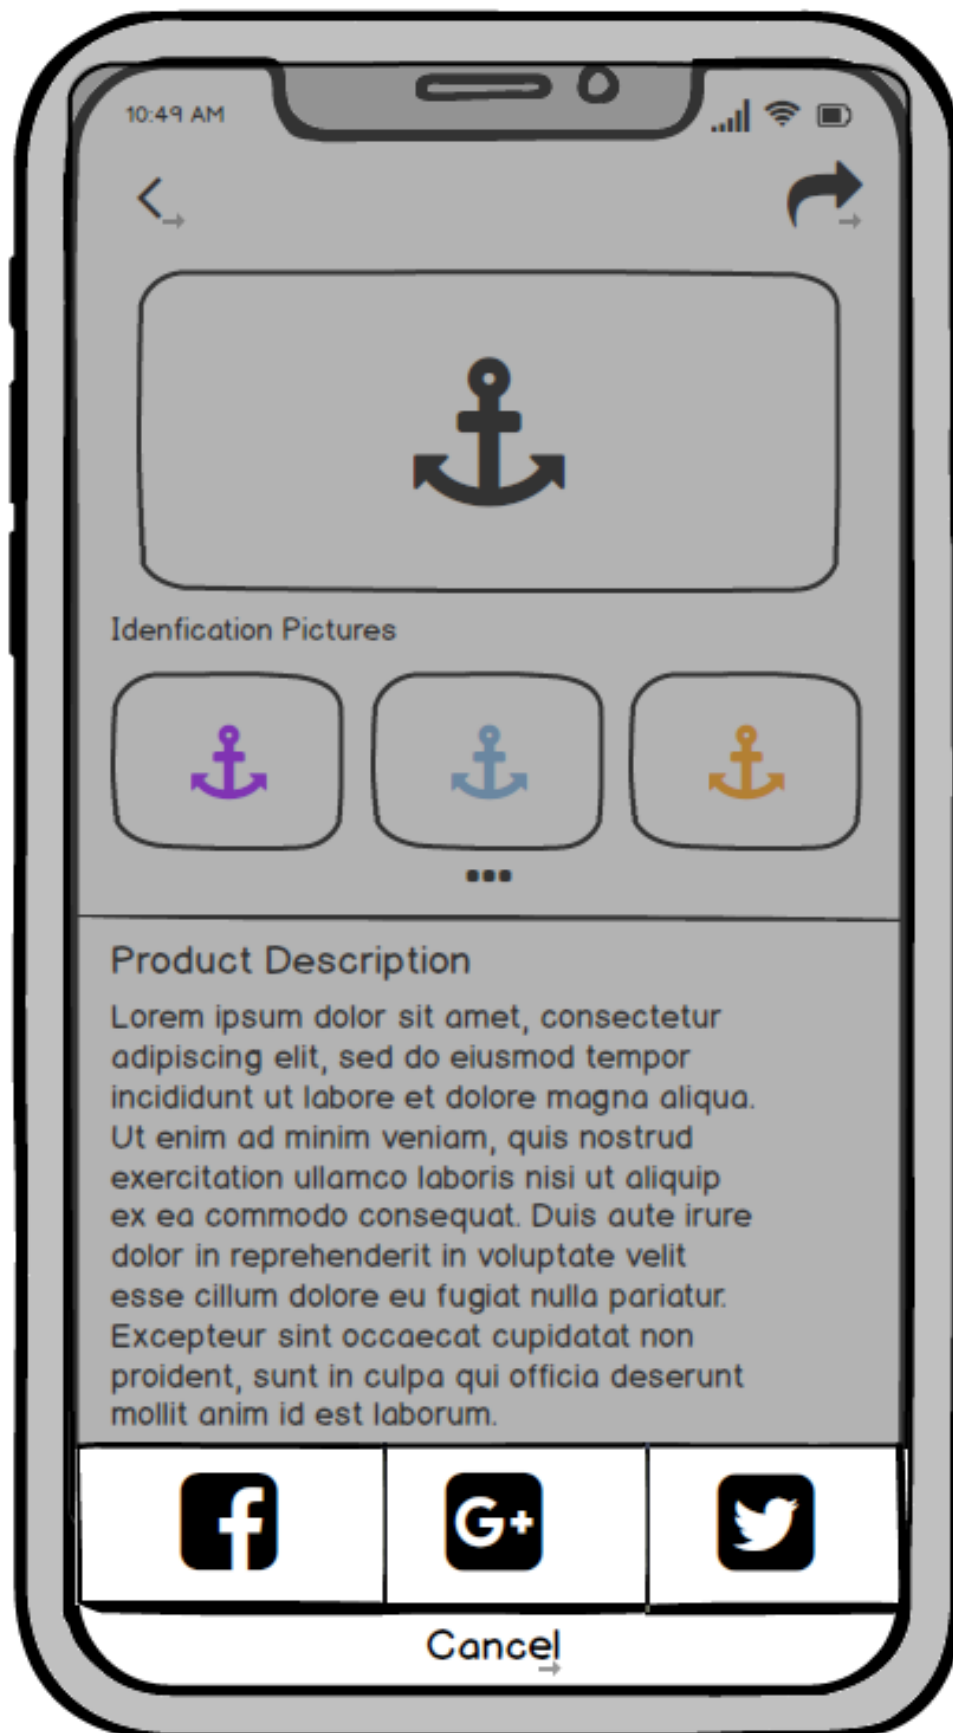 10:49 AM
Idenfication Pictures
Product Description
Lorem ipsum dolor sit amet, consectetur
adipiscing elit, sed do eiusmod tempor
incididunt ut labore et dolore magna aliqua.
Ut enim ad minim veniam, quis nostrud
exercitation ullamco laboris nisi ut aliquip
ex ea commodo consequat. Duis aute irure
dolor in reprehenderit in voluptate velit
esse cillum dolore eu fugiat nulla pariatur.
Excepteur sint occaecat cupidatat non
proident, sunt in culpa qui officia deserunt
mollit anim id est laborum.
f G+
Cancel